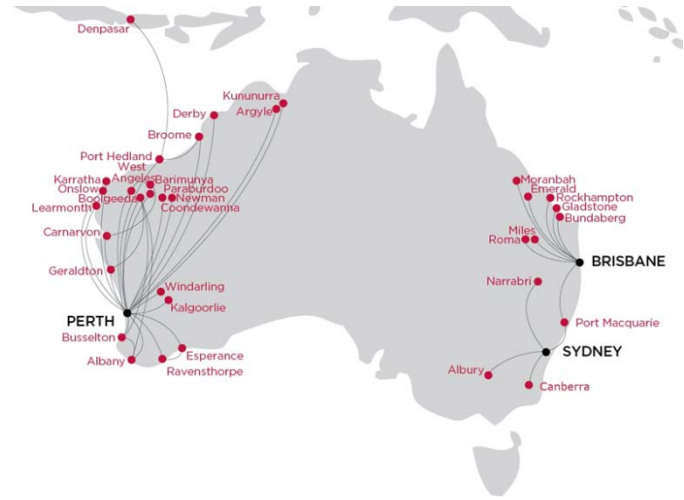 Denpasar
Kununurra
Argyle
Derby
Broome
Port Hedland
West
Angeles
Karratha
Barimunya
Onslow
Paraburdoo
Boolgeeda
Newman
Learmonth
Coondewanna
Carnarvon
Geraldton
Windarling
Kalgoorlie
PERTH
Busselton
Albany
Esperance
Ravensthorpe
Moranbah
Emerald
Rockhampton
Gladstone
Bundaberg
Miles
Roma
BRISBANE
Narrabri
Port Macquarie
SYDNEY
Albury
Canberra